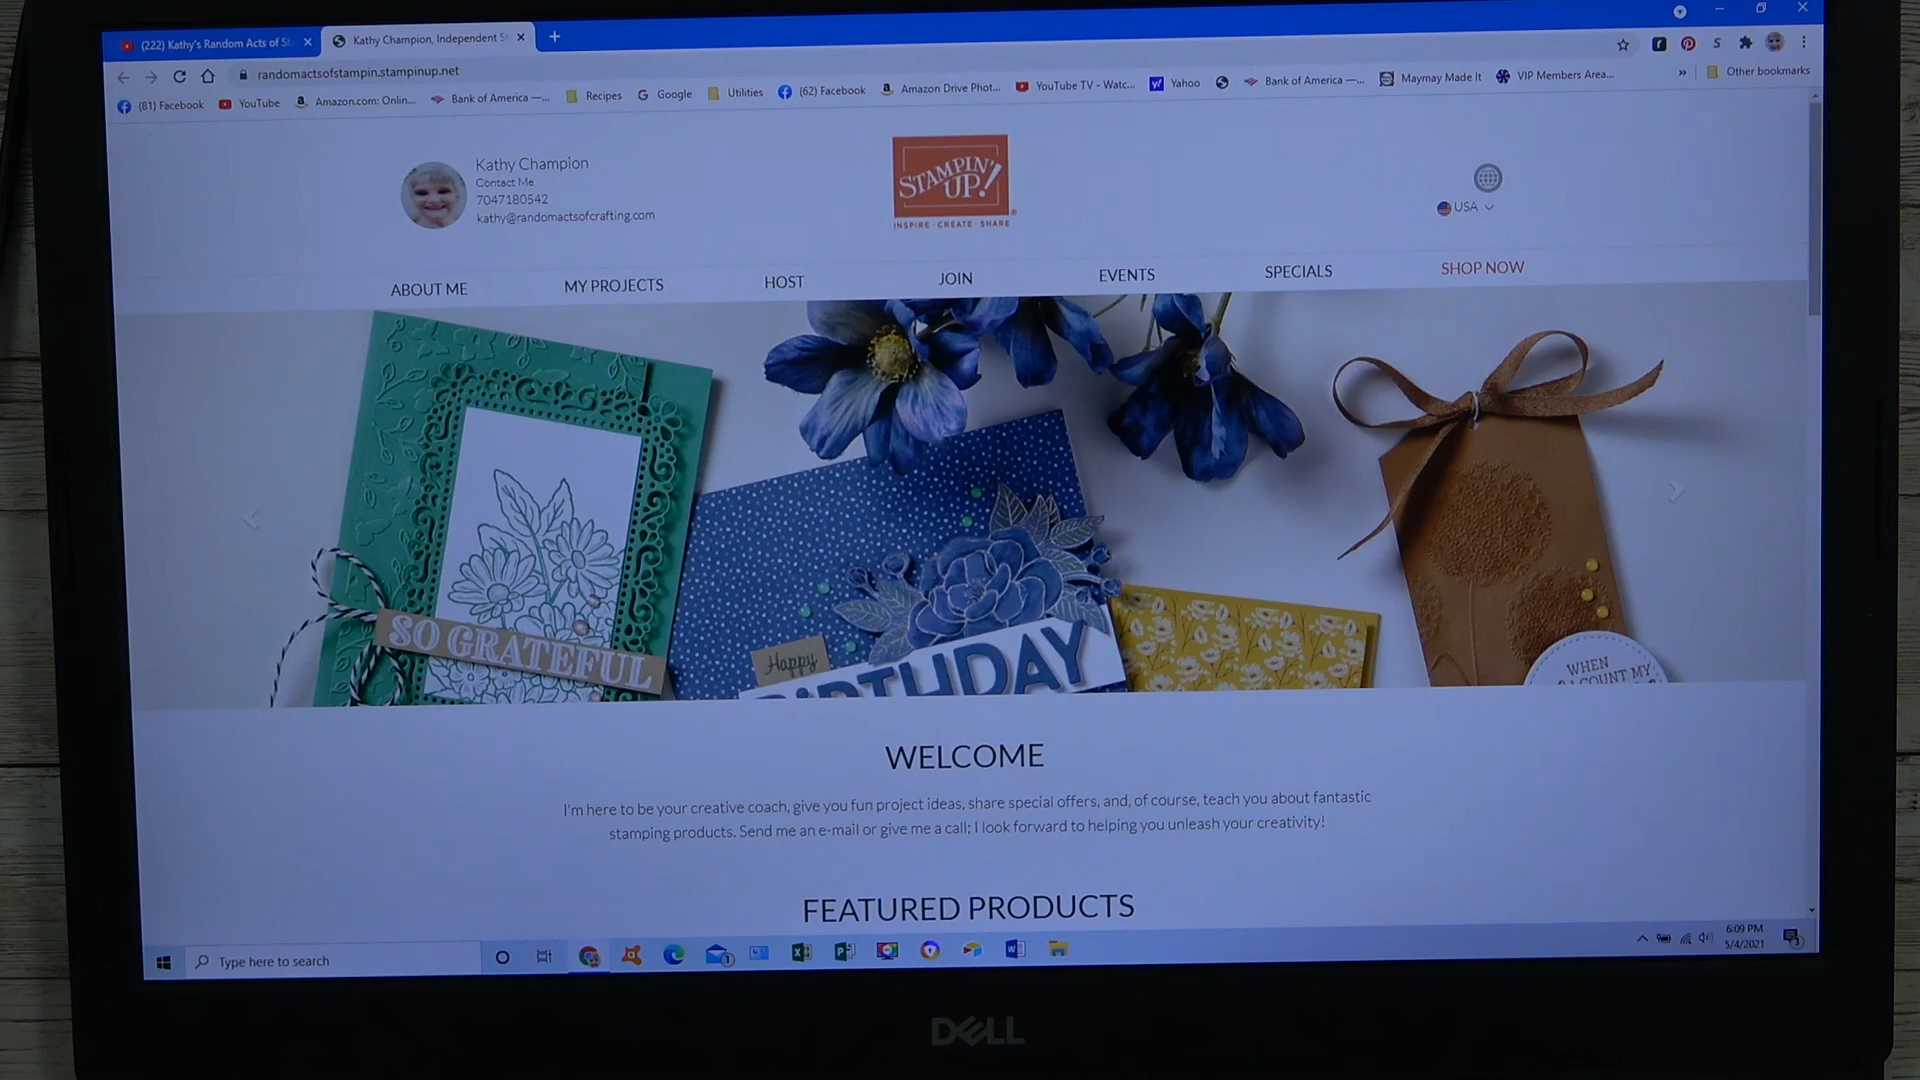 (222) Kathy's Random Acts of St
Kathy Champion, Independent S
randomactsofstampin.stampinup.net
(81) Facebook
YouTube
Amazon.com: Onlin...
Bank of America —...
Recipes
Google
Utilities
(62) Facebook
Amazon Drive Phot...
YouTube TV - Watc...
Yahoo
Bank of America —...
Maymay Made It
VIP Members Area...
Other bookmarks
Kathy Champion
Contact Me
7047180542
kathy@randomactsofcrafting.com
STAMPIN'
UP!
INSPIRE · CREATE · SHARE
USA
ABOUT ME
MY PROJECTS
HOST
JOIN
EVENTS
SPECIALS
SHOP NOW
SO GRATEFUL
Happy
BIRTHDAY
WHEN
I COUNT MY
WELCOME
I'm here to be your creative coach, give you fun project ideas, share special offers, and, of course, teach you about fantastic
stamping products. Send me an e-mail or give me a call; I look forward to helping you unleash your creativity!
FEATURED PRODUCTS
Type here to search
6:09 PM
5/4/2021
DELL